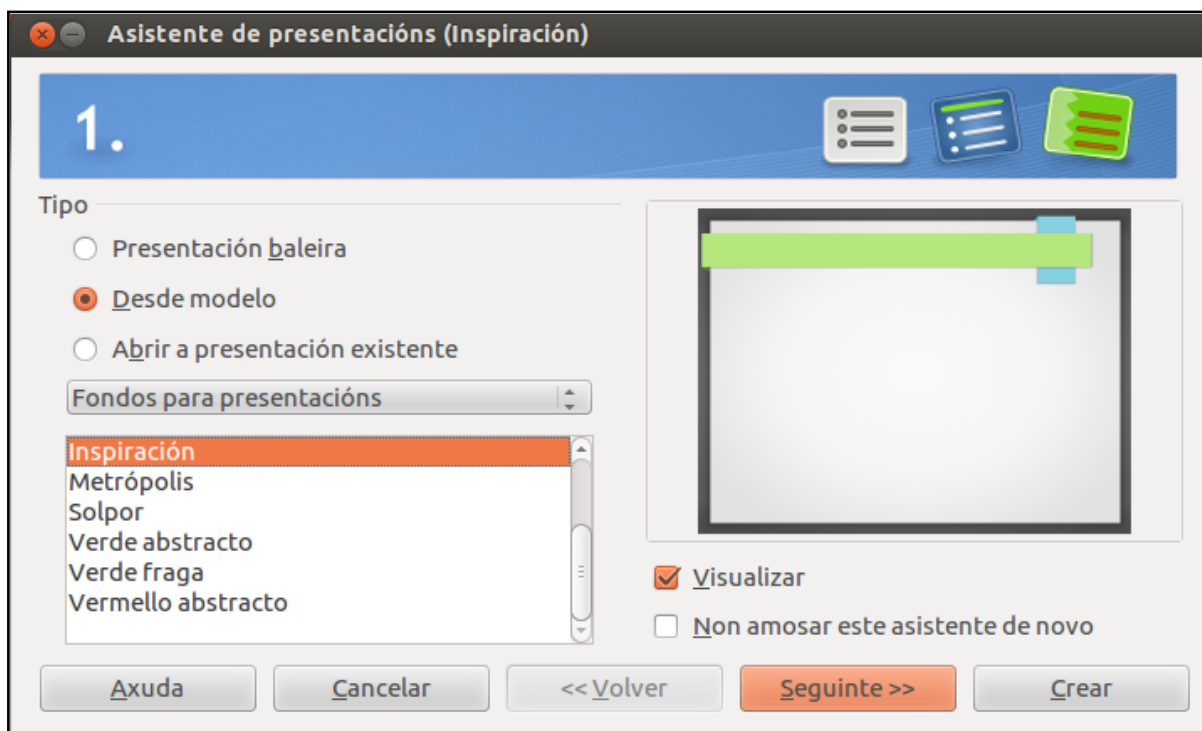 Asistente de presentacións (Inspiración)
1.
Tipo
Presentación baleira
Desde modelo
Abrir a presentación existente
Fondos para presentacións
Inspiración
Metrópolis
Solpor
Verde abstracto
Verde fraga
Vermello abstracto
Visualizar
Non amosar este asistente de novo
Axuda
Cancelar
<< Volver
Seguinte >>
Crear